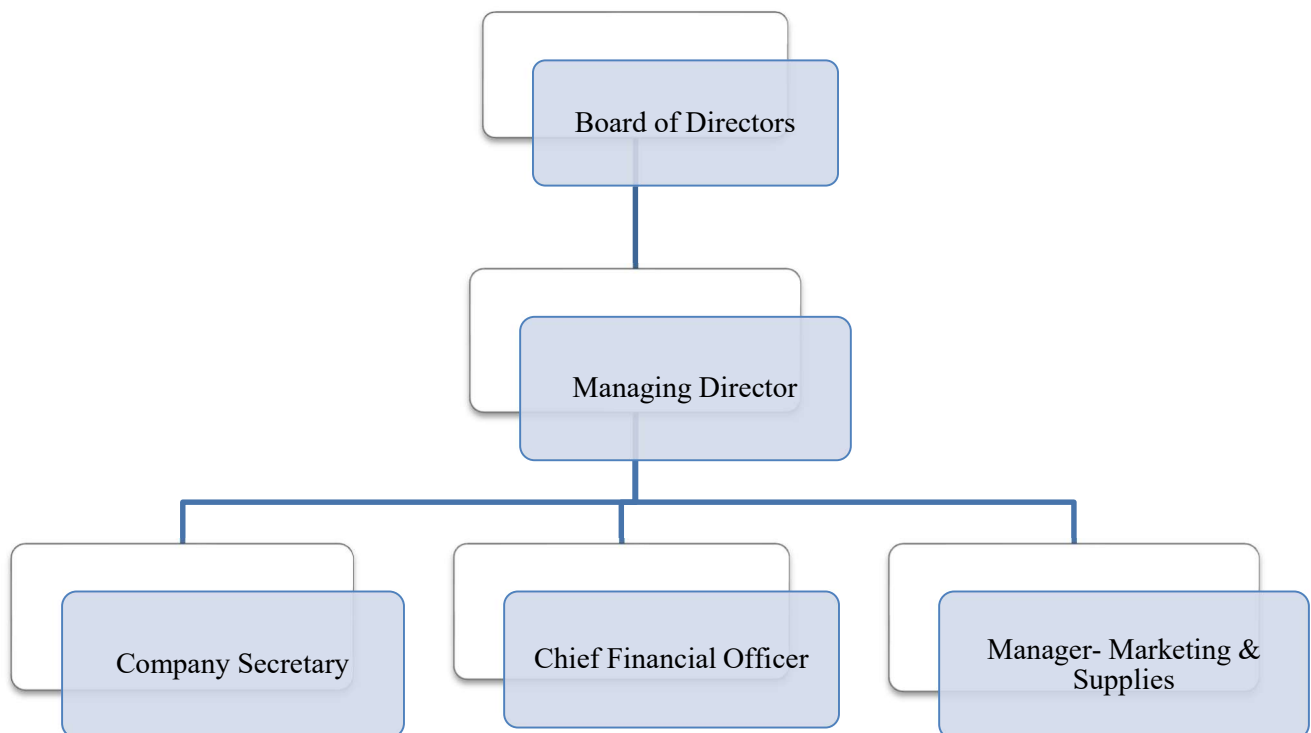 Board of Directors
Managing Director
Company Secretary
Chief Financial Officer
Manager- Marketing &
Supplies